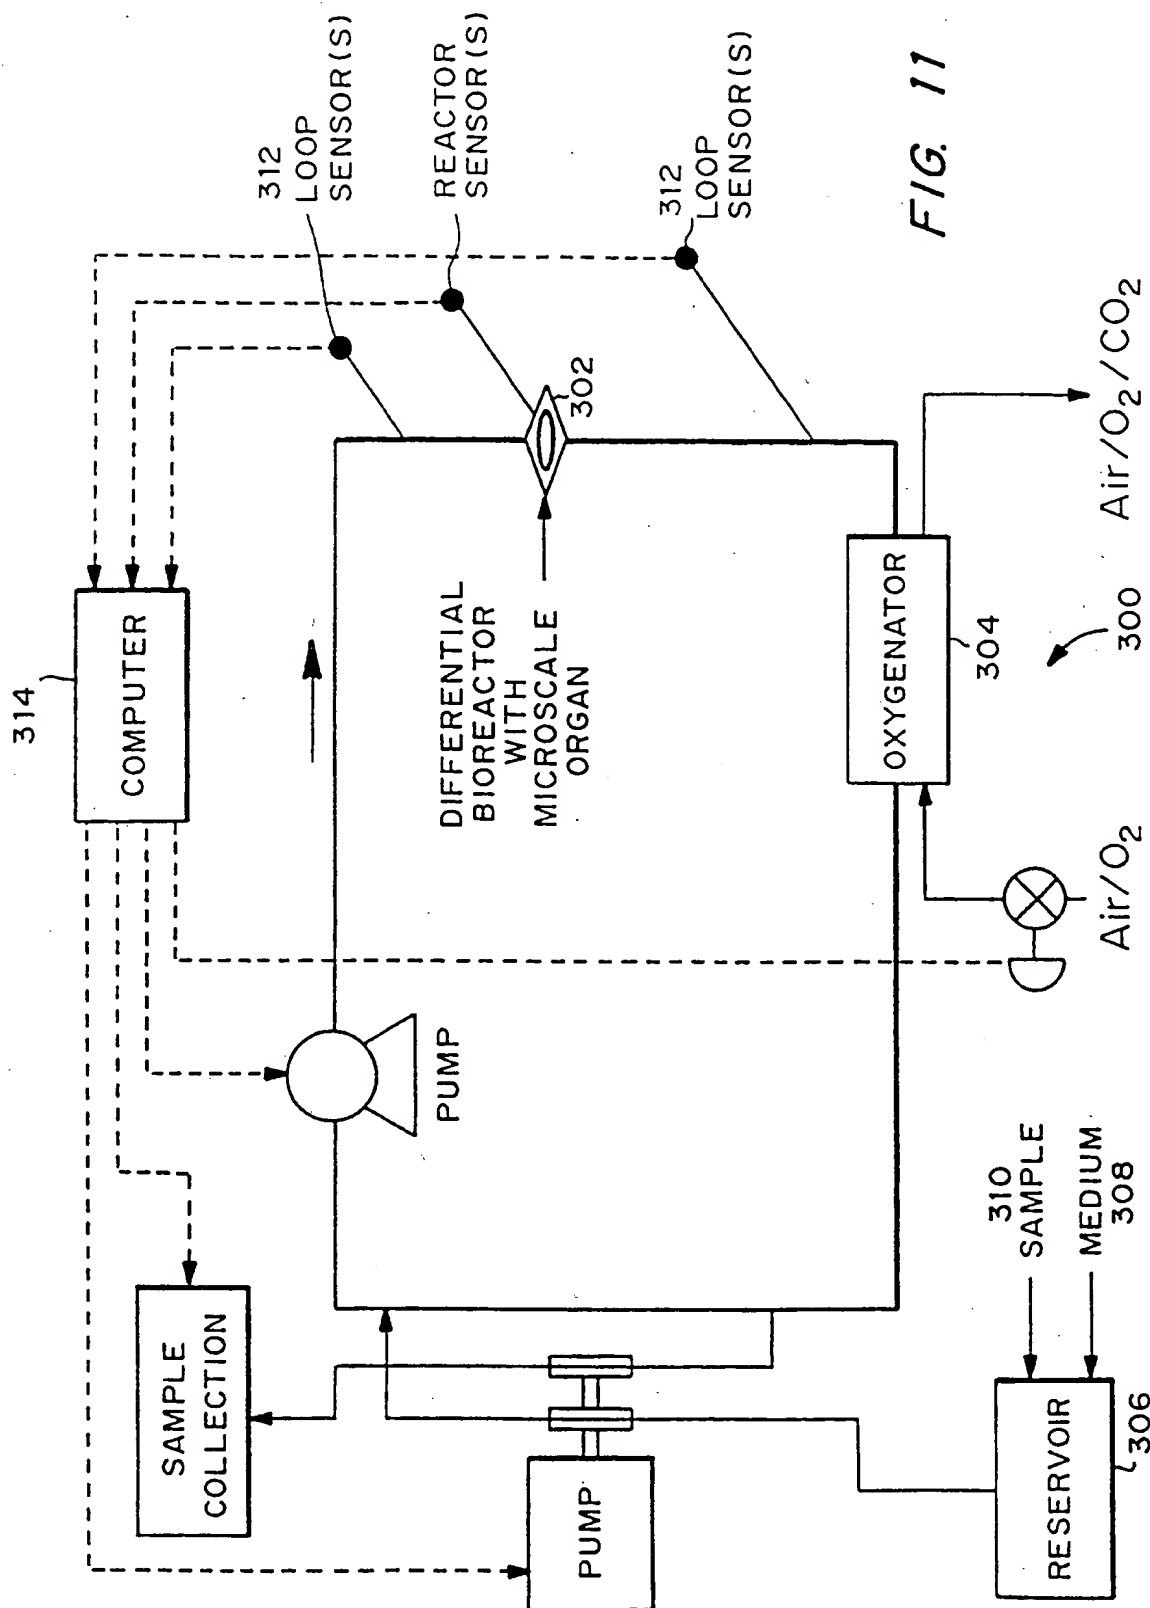 314
COMPUTER
312
LOOP
SENSOR(S)
REACTOR
SENSOR(S)
312
LOOP
SENSOR(S)
SAMPLE
COLLECTION
PUMP
DIFFERENTIAL
BIOREACTOR
WITH
MICROSCALE
ORGAN
302
PUMP
RESERVOIR
306
310
SAMPLE
MEDIUM
308
Air/O₂
OXYGENATOR
304
300
Air/O₂/CO₂
FIG. 11